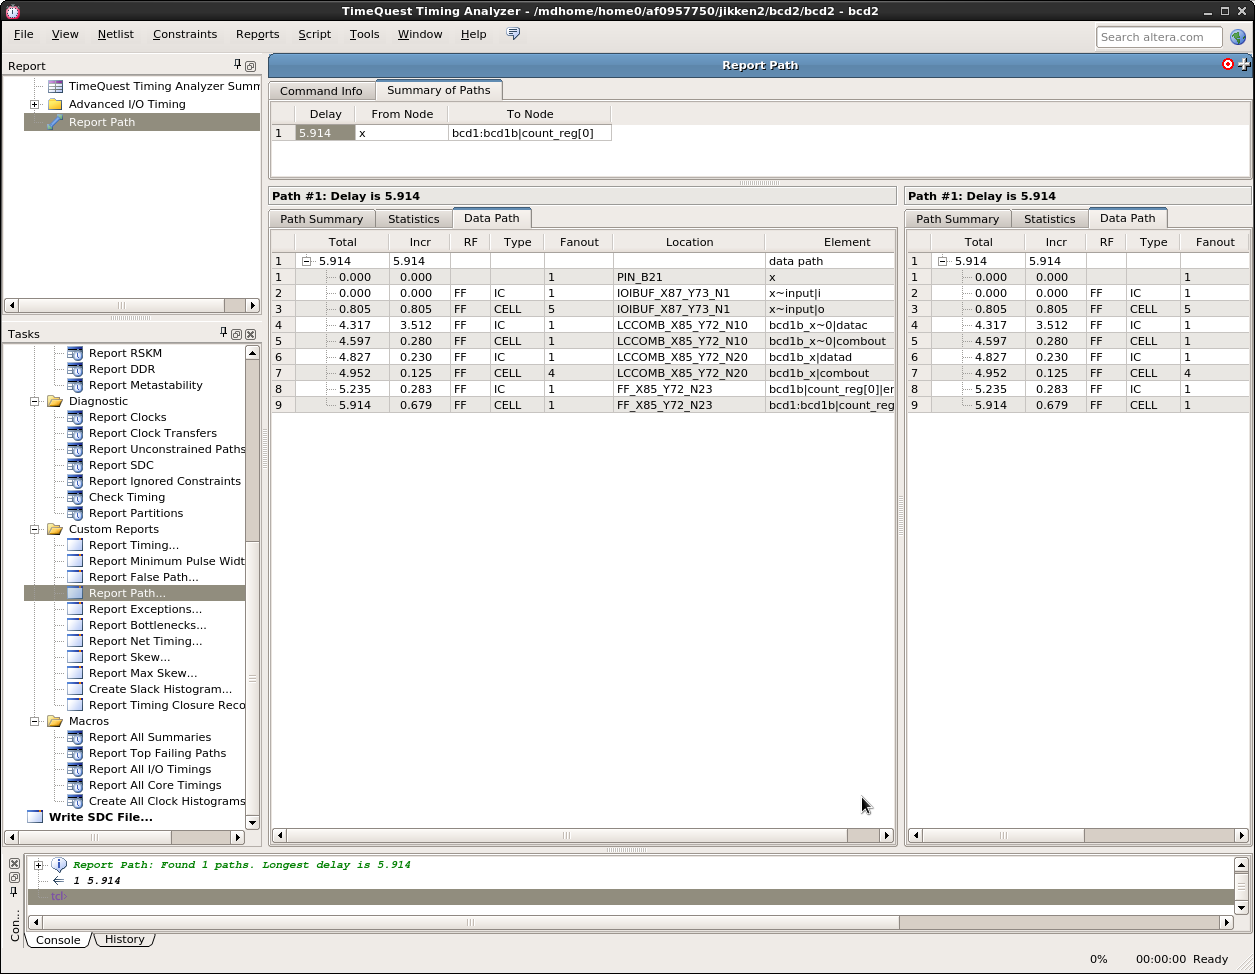 TimeQuest Timing Analyzer - /mdhome/home0/af0957750/jikken2/bcd2/bcd2 - bcd2
File View Netlist Constraints Reports Script Tools Window Help
Search altera.com
Report
TimeQuest Timing Analyzer Summ
Advanced I/O Timing
Report Path
Tasks
Report RSKM
Report DDR
Report Metastability
Diagnostic
Report Clocks
Report Clock Transfers
Report Unconstrained Paths
Report SDC
Report Ignored Constraints
Check Timing
Report Partitions
Custom Reports
Report Timing...
Report Minimum Pulse Widt
Report False Path...
Report Path...
Report Exceptions...
Report Bottlenecks...
Report Net Timing...
Report Skew...
Report Max Skew...
Create Slack Histogram...
Report Timing Closure Reco
Macros
Report All Summaries
Report Top Failing Paths
Report All I/O Timings
Report All Core Timings
Create All Clock Histograms
Write SDC File...
Report Path
Command Info Summary of Paths
Delay From Node To Node
1 5.914 x bcd1:bcd1b|count_reg[0]
Path #1: Delay is 5.914
Path Summary Statistics Data Path
Total Incr RF Type Fanout Location Element
1 5.914 5.914 data path
1 0.000 0.000 1 PIN_B21 x
2 0.000 0.000 FF IC 1 IOIBUF_X87_Y73_N1 x~input|i
3 0.805 0.805 FF CELL 5 IOIBUF_X87_Y73_N1 x~input|o
4 4.317 3.512 FF IC 1 LCCOMB_X85_Y72_N10 bcd1b_x~0|datac
5 4.597 0.280 FF CELL 1 LCCOMB_X85_Y72_N10 bcd1b_x~0|combout
6 4.827 0.230 FF IC 1 LCCOMB_X85_Y72_N20 bcd1b_x|datad
7 4.952 0.125 FF CELL 4 LCCOMB_X85_Y72_N20 bcd1b_x|combout
8 5.235 0.283 FF IC 1 FF_X85_Y72_N23 bcd1b|count_reg[0]|er
9 5.914 0.679 FF CELL 1 FF_X85_Y72_N23 bcd1:bcd1b|count_reg
Path #1: Delay is 5.914
Path Summary Statistics Data Path
Total Incr RF Type Fanout
1 5.914 5.914
1 0.000 0.000 1
2 0.000 0.000 FF IC 1
3 0.805 0.805 FF CELL 5
4 4.317 3.512 FF IC 1
5 4.597 0.280 FF CELL 1
6 4.827 0.230 FF IC 1
7 4.952 0.125 FF CELL 4
8 5.235 0.283 FF IC 1
9 5.914 0.679 FF CELL 1
Report Path: Found 1 paths. Longest delay is 5.914
1 5.914
tcl>
Con...
Console History
0% 00:00:00 Ready